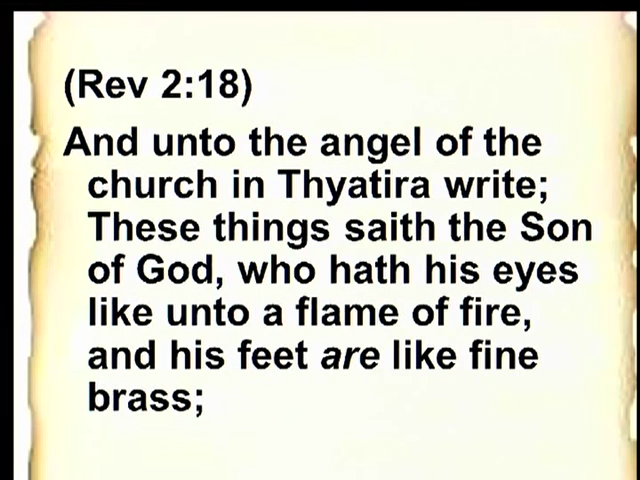 (Rev 2:18)
And unto the angel of the
church in Thyatira write;
These things saith the Son
of God, who hath his eyes
like unto a flame of fire,
and his feet are like fine
brass;